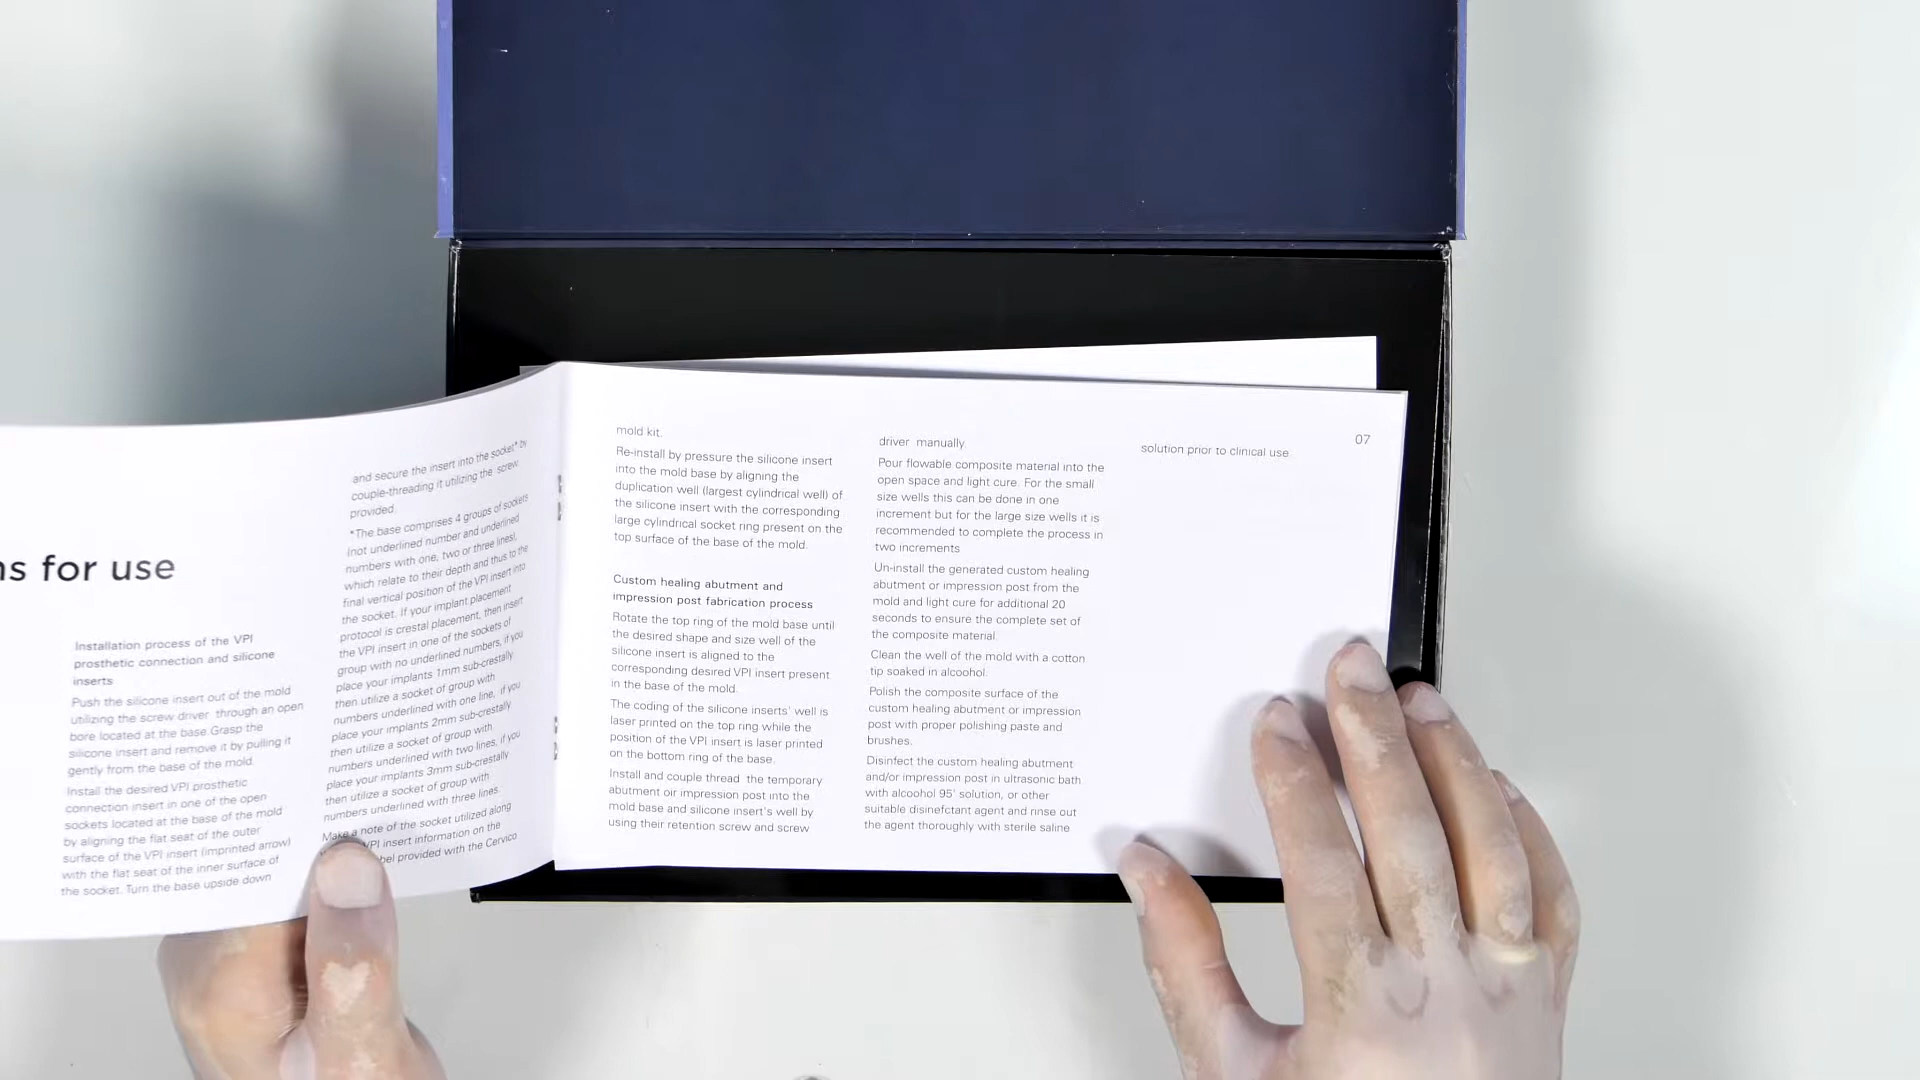 ns for use
Installation process of the VPI
prosthetic connection and silicone
inserts
Push the silicone insert out of the mold
utilizing the screw driver through an open
bore located at the base.Grasp the
silicone insert and remove it by pulling it
gently from the base of the mold.
Install the desired VPI prosthetic
connection insert in one of the open
sockets located at the base of the mold
by aligning the flat seat of the outer
surface of the VPI insert (imprinted arrow)
with the flat seat of the inner surface of
the socket. Turn the base upside down
and secure the insert into the socket* by
couple-threading it utilizing the screw
provided.
*The base comprises 4 groups of sockets
(not underlined number and underlined
numbers with one, two or three lines),
which relate to their depth and thus to the
final vertical position of the VPI insert into
the socket. If your implant placement
protocol is crestal placement, then insert
the VPI insert in one of the sockets of
group with no underlined numbers, if you
place your implants 1mm sub-crestally
then utilize a socket of group with
numbers underlined with one line, if you
place your implants 2mm sub-crestally
then utilize a socket of group with
numbers underlined with two lines, if you
place your implants 3mm sub-crestally
then utilize a socket of group with
numbers underlined with three lines.
Make a note of the socket utilized along
VPI insert information on the
bel provided with the Cervico
mold kit.
Re-install by pressure the silicone insert
into the mold base by aligning the
duplication well (largest cylindrical well) of
the silicone insert with the corresponding
large cylindrical socket ring present on the
top surface of the base of the mold.
Custom healing abutment and
impression post fabrication process
Rotate the top ring of the mold base until
the desired shape and size well of the
silicone insert is aligned to the
corresponding desired VPI insert present
in the base of the mold.
The coding of the silicone inserts' well is
laser printed on the top ring while the
position of the VPI insert is laser printed
on the bottom ring of the base.
Install and couple thread the temporary
abutment oir impression post into the
mold base and silicone insert's well by
using their retention screw and screw
driver manually
Pour flowable composite material into the
open space and light cure. For the small
size wells this can be done in one
increment but for the large size wells it is
recommended to complete the process in
two increments
Un-install the generated custom healing
abutment or impression post from the
mold and light cure for additional 20
seconds to ensure the complete set of
the composite material.
Clean the well of the mold with a cotton
tip soaked in alcoohol.
Polish the composite surface of the
custom healing abutment or impression
post with proper polishing paste and
brushes.
Disinfect the custom healing abutment
and/or impression post in ultrasonic bath
with alcoohol 95° solution, or other
suitable disinefctant agent and rinse out
the agent thoroughly with sterile saline
solution prior to clinical use
07